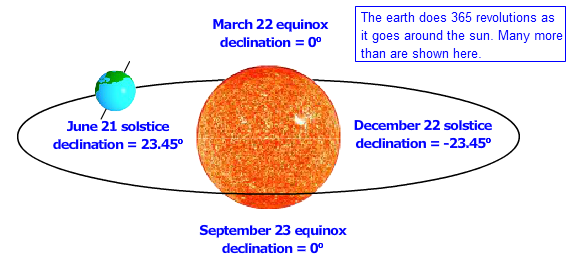 March 22 equinox
declination = 0º
The earth does 365 revolutions as
it goes around the sun. Many more
than are shown here.
June 21 solstice
declination = 23.45º
December 22 solstice
declination = -23.45º
September 23 equinox
declination = 0º